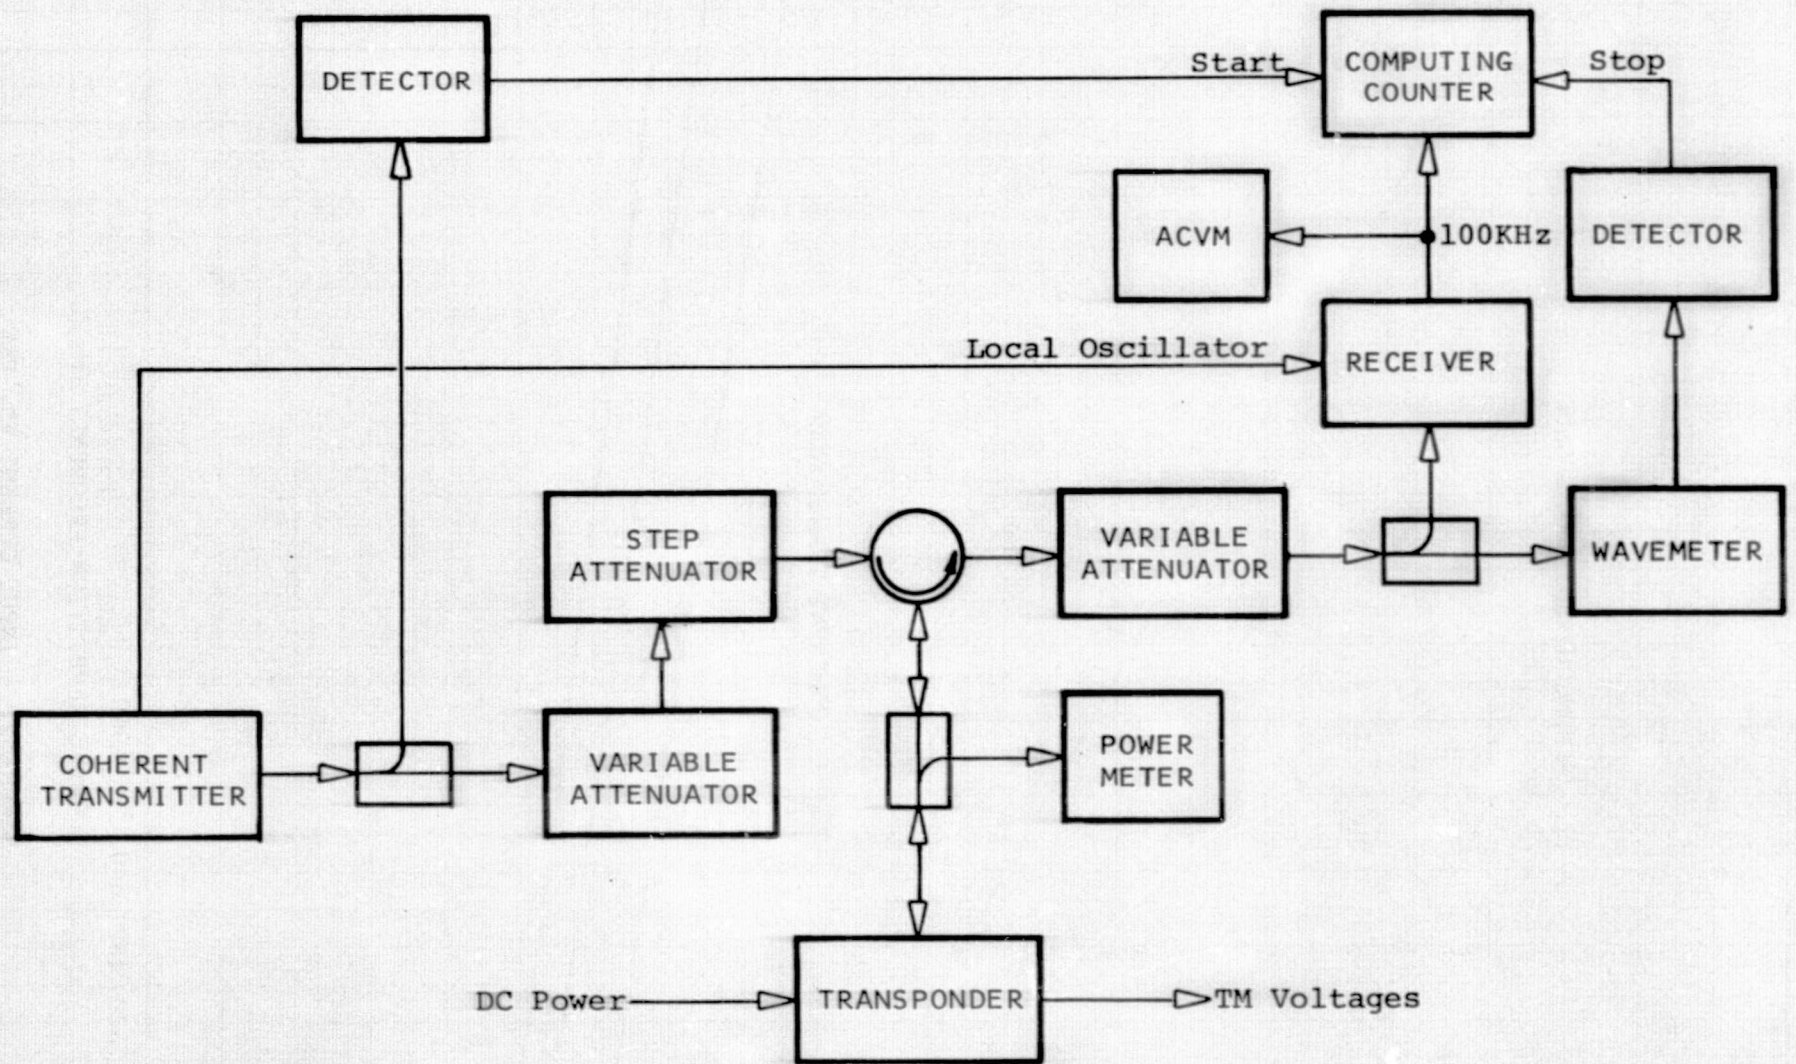 DETECTOR
Start
COMPUTING
COUNTER
Stop
ACVM
100KHz
DETECTOR
Local Oscillator
RECEIVER
STEP
ATTENUATOR
VARIABLE
ATTENUATOR
WAVEMETER
COHERENT
TRANSMITTER
VARIABLE
ATTENUATOR
POWER
METER
DC Power
TRANSPONDER
TM Voltages